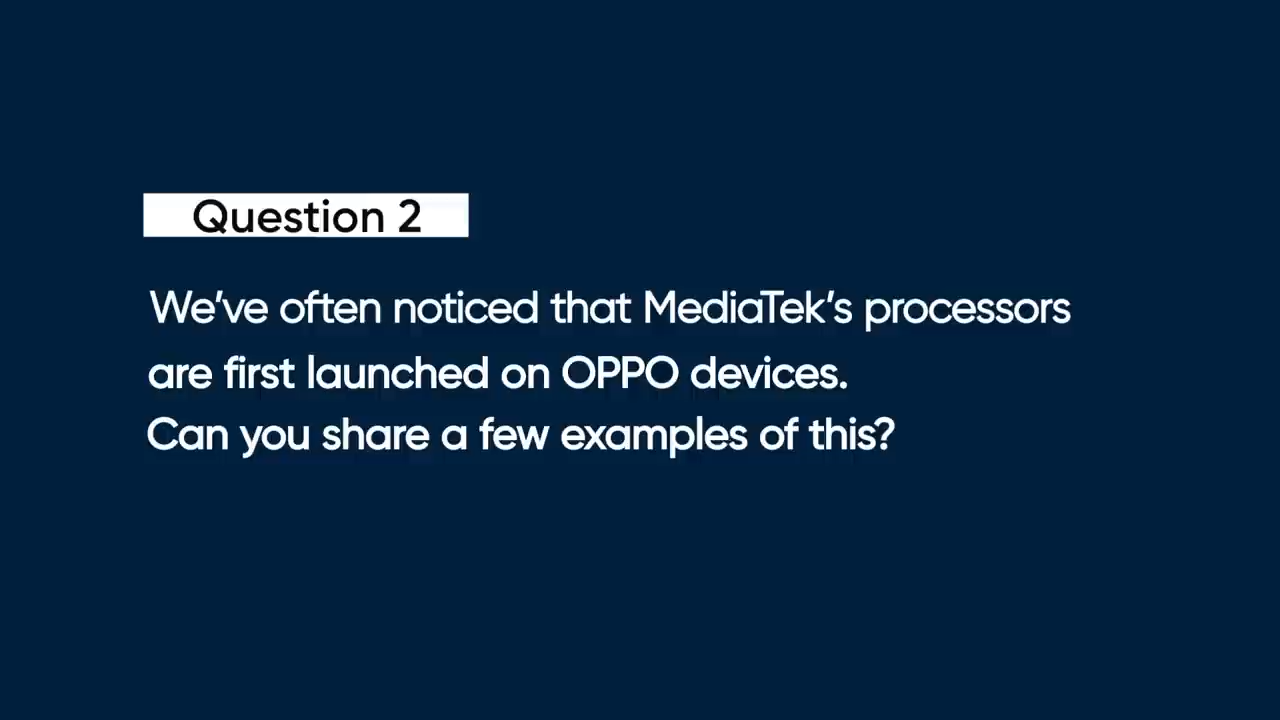 Question 2
We’ve often noticed that MediaTek’s processors
are first launched on OPPO devices.
Can you share a few examples of this?